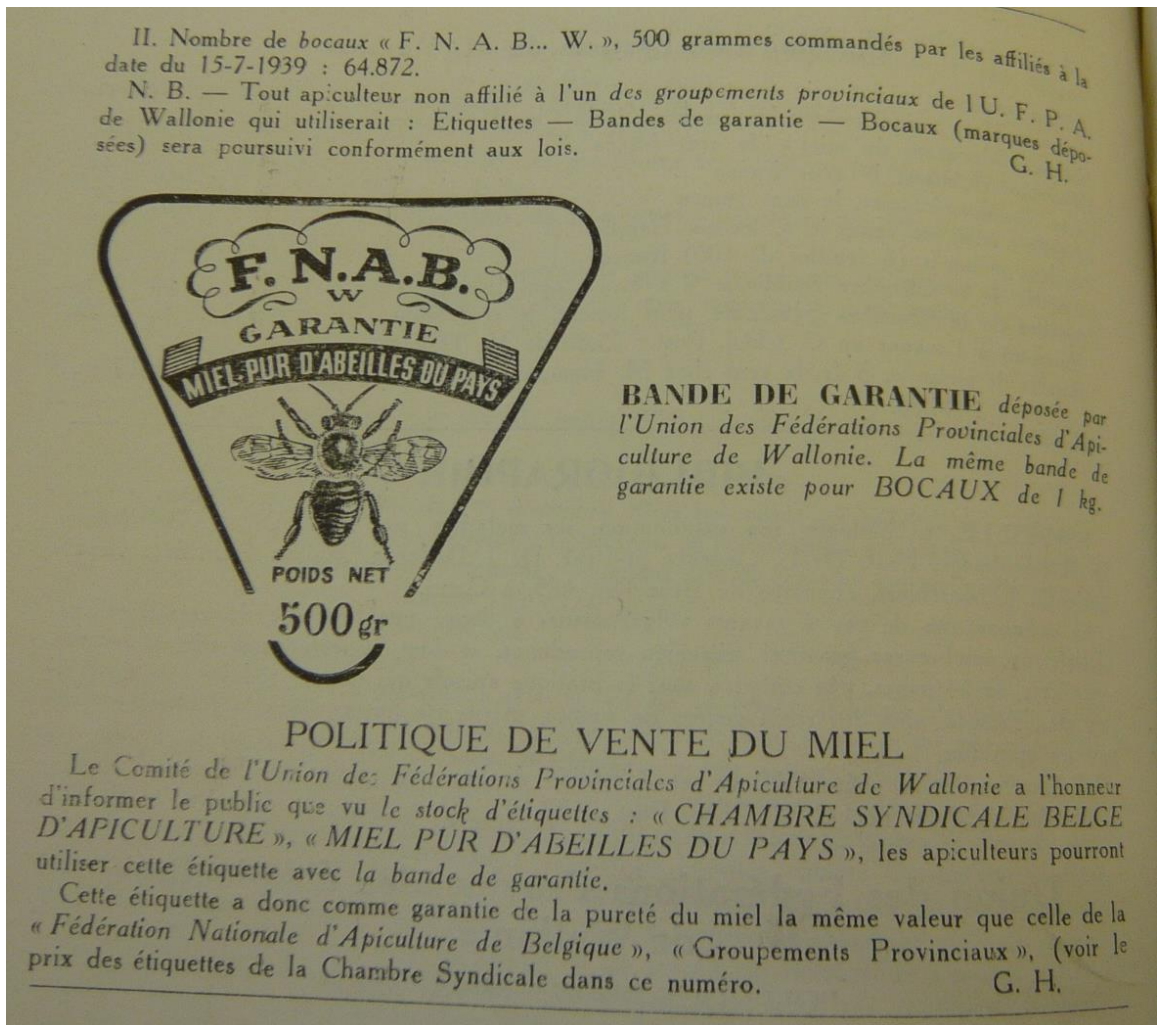 II. Nombre de bocaux « F. N. A. B... W. », 500 grammes commandés par les affiliés à la
date du 15-7-1939 : 64.872.
N. B. — Tout apiculteur non affilié à l'un des groupements provinciaux de l U. F. P. A.
de Wallonie qui utiliserait : Etiquettes — Bandes de garantie — Bocaux (marques dépo-
sées) sera poursuivi conformément aux lois.
G. H.
F. N. A. B.
W
GARANTIE
MIEL PUR D'ABEILLES DU PAYS
POIDS NET
500 gr
BANDE DE GARANTIE déposée par
l'Union des Fédérations Provinciales d'Api-
culture de Wallonie. La même bande de
garantie existe pour BOCAUX de 1 kg.
POLITIQUE DE VENTE DU MIEL
Le Comité de l'Union des Fédérations Provinciales d'Apiculture de Wallonie a l'honneur
d'informer le public que vu le stock d'étiquettes : « CHAMBRE SYNDICALE BELGE
D'APICULTURE », « MIEL PUR D'ABEILLES DU PAYS », les apiculteurs pourront
utiliser cette étiquette avec la bande de garantie.
Cette étiquette a donc comme garantie de la pureté du miel la même valeur que celle de la
« Fédération Nationale d'Apiculture de Belgique », « Groupements Provinciaux », (voir le
prix des étiquettes de la Chambre Syndicale dans ce numéro.
G. H.